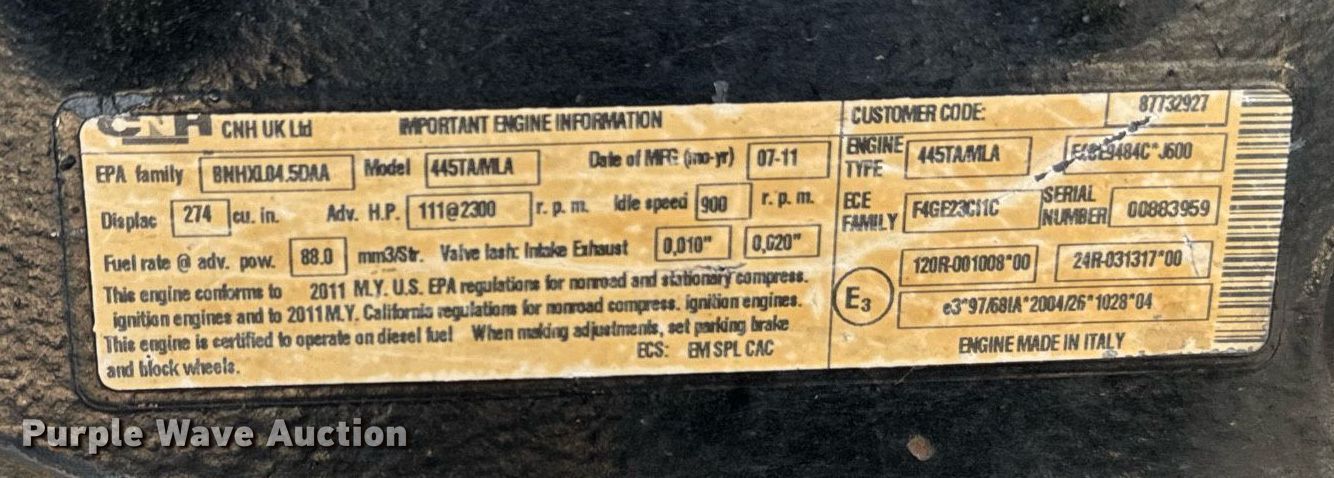 CNH CNH UK Ltd IMPORTANT ENGINE INFORMATION
EPA family BNHXL04.5DAA Model 445TA/MLA Date of MFG (mo-yr) 07-11
Displac 274 cu. in. Adv. H.P. 111@2300 r.p.m. Idle speed 900 r.p.m.
Fuel rate @ adv. pow. 88.0 mm3/Str. Valve lash: Intake Exhaust 0,010" 0,020"
This engine conforms to 2011 M.Y. U.S. EPA regulations for nonroad and stationary compress.
ignition engines and to 2011 M.Y. California regulations for nonroad compress. ignition engines.
This engine is certified to operate on diesel fuel When making adjustments, set parking brake
and block wheels. ECS: EM SPL CAC
CUSTOMER CODE: 87732927
ENGINE TYPE 445TA/MLA
ECE FAMILY F4GE23C11C SERIAL NUMBER 00883959
120R-001008*00 24R-031317*00
E3 e3*97/68IA*2004/26*1028*04
ENGINE MADE IN ITALY
Purple Wave Auction